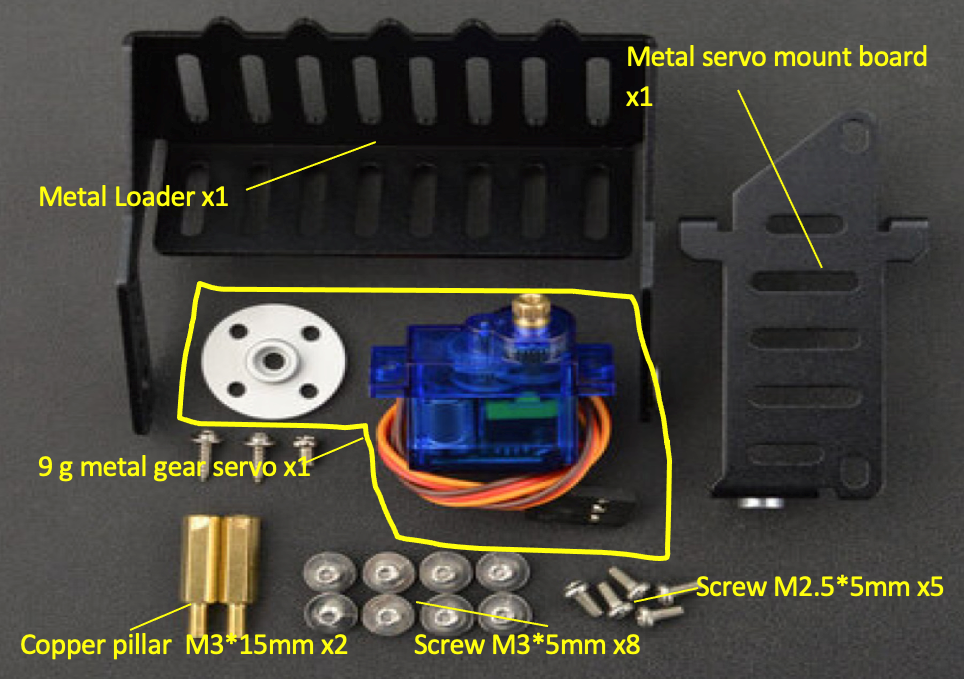 Metal servo mount board
x1
Metal Loader x1
9 g metal gear servo x1
Screw M2.5*5mm x5
Copper pillar  M3*15mm x2
Screw M3*5mm x8